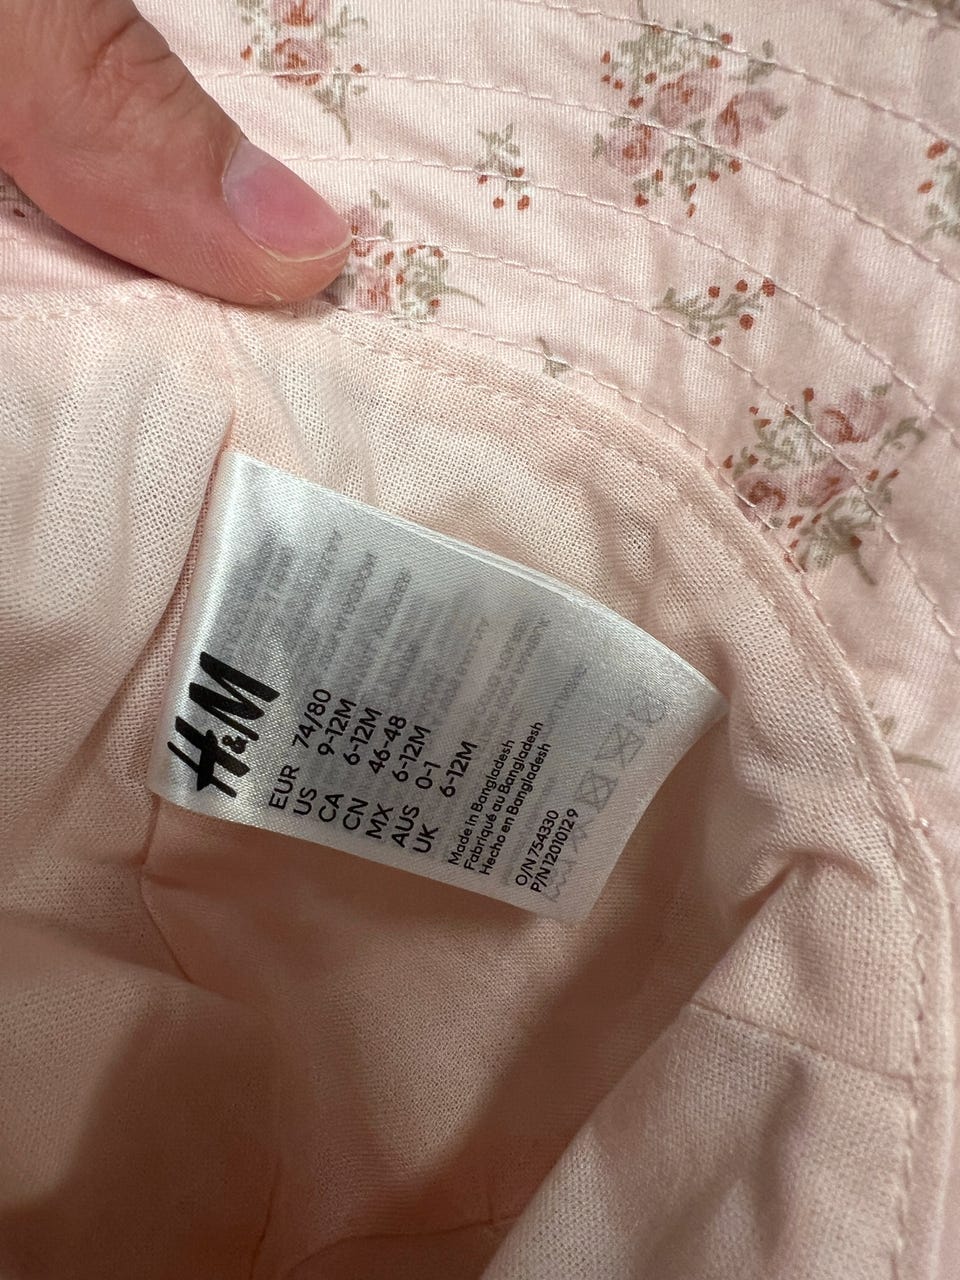 H&M
EUR 74/80
US 9-12M
CA 6-12M
CN 46-48
MX 6-12M
AUS 0-1
UK 6-12M
Made in Bangladesh
Fabriqué au Bangladesh
Hecho en Bangladesh
O/N 754330
P/N 12010129